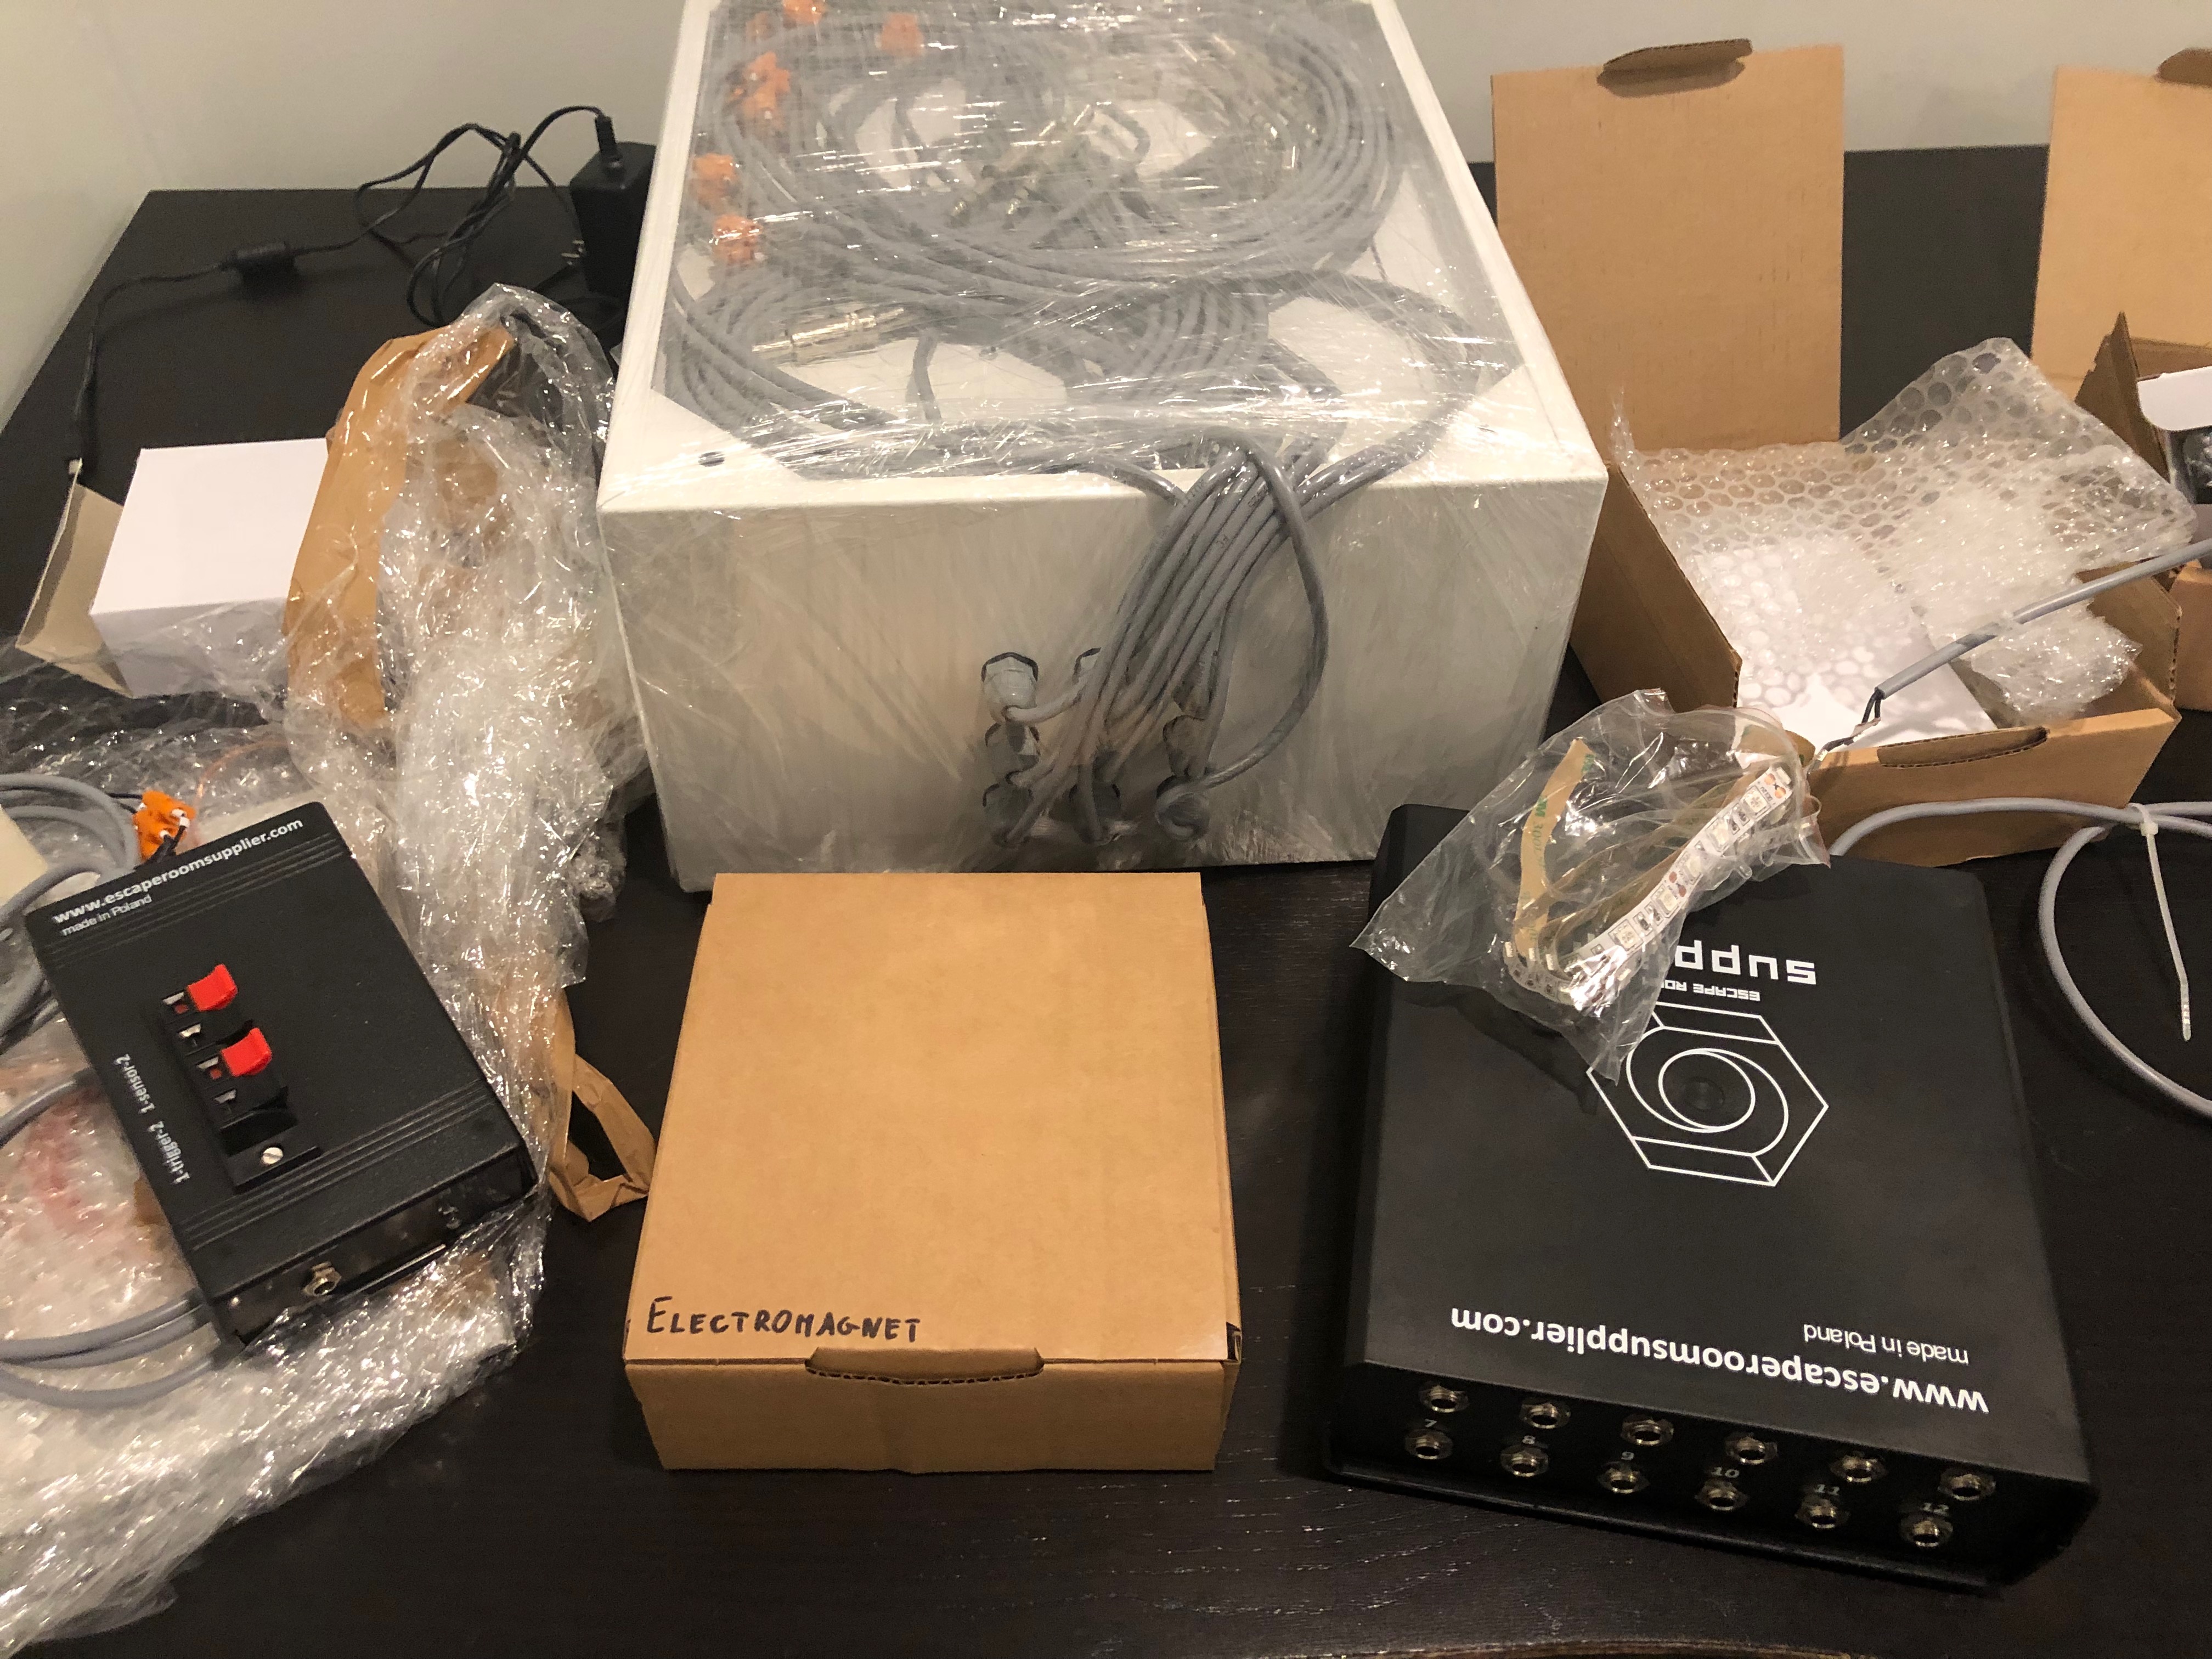 www.escaperoomsupplier.com
made in Poland
1-trigger-2 1-sensor-2
ELECTROMAGNET
supp
ESCAPE
made in Poland
www.escaperoomsupplier.com
7 8 9 10 11 12